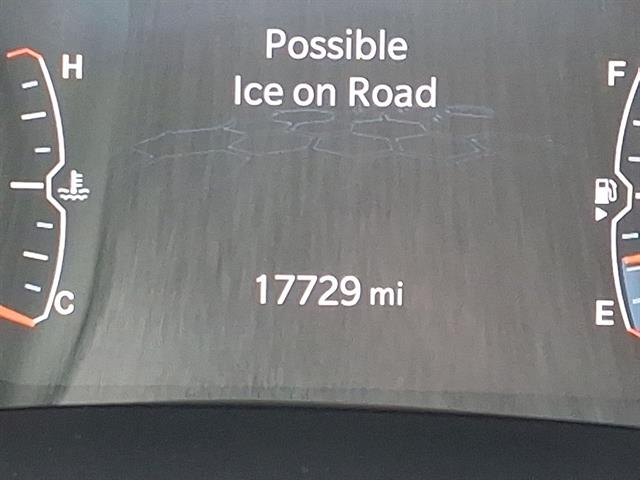 Possible
Ice on Road
H
F
17729 mi
C
E